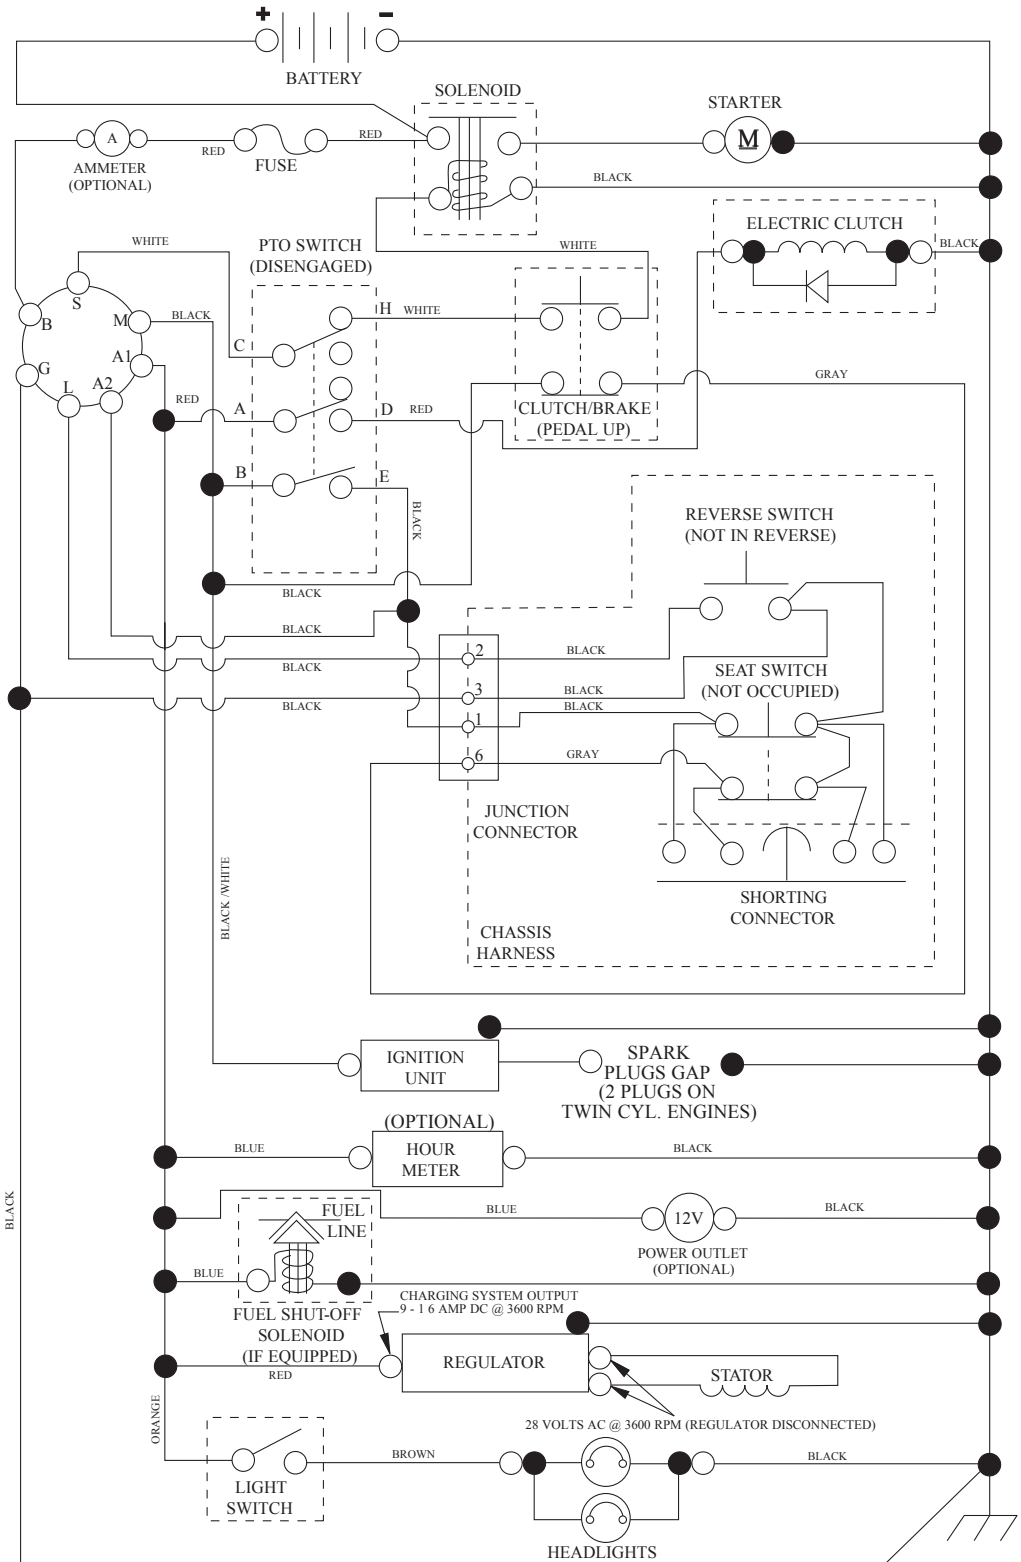 +
-
BATTERY
SOLENOID
STARTER
A
RED
FUSE
RED
M
AMMETER
(OPTIONAL)
BLACK
ELECTRIC CLUTCH
WHITE
PTO SWITCH
(DISENGAGED)
WHITE
BLACK
S
B
M
BLACK
H
WHITE
C
G
A1
L
A2
RED
A
D
RED
CLUTCH/BRAKE
(PEDAL UP)
GRAY
B
E
BLACK
REVERSE SWITCH
(NOT IN REVERSE)
BLACK
BLACK
2
BLACK
BLACK
SEAT SWITCH
(NOT OCCUPIED)
3
BLACK
BLACK
BLACK
1
6
GRAY
JUNCTION
CONNECTOR
BLACK /WHITE
SHORTING
CONNECTOR
CHASSIS
HARNESS
IGNITION
UNIT
SPARK
PLUGS GAP
(2 PLUGS ON
TWIN CYL. ENGINES)
(OPTIONAL)
BLUE
HOUR
METER
BLACK
BLACK
FUEL
LINE
BLUE
12V
BLACK
POWER OUTLET
(OPTIONAL)
BLUE
CHARGING SYSTEM OUTPUT
9 - 1 6 AMP DC @ 3600 RPM
FUEL SHUT-OFF
SOLENOID
(IF EQUIPPED)
RED
REGULATOR
STATOR
ORANGE
28 VOLTS AC @ 3600 RPM (REGULATOR DISCONNECTED)
BROWN
BLACK
LIGHT
SWITCH
HEADLIGHTS